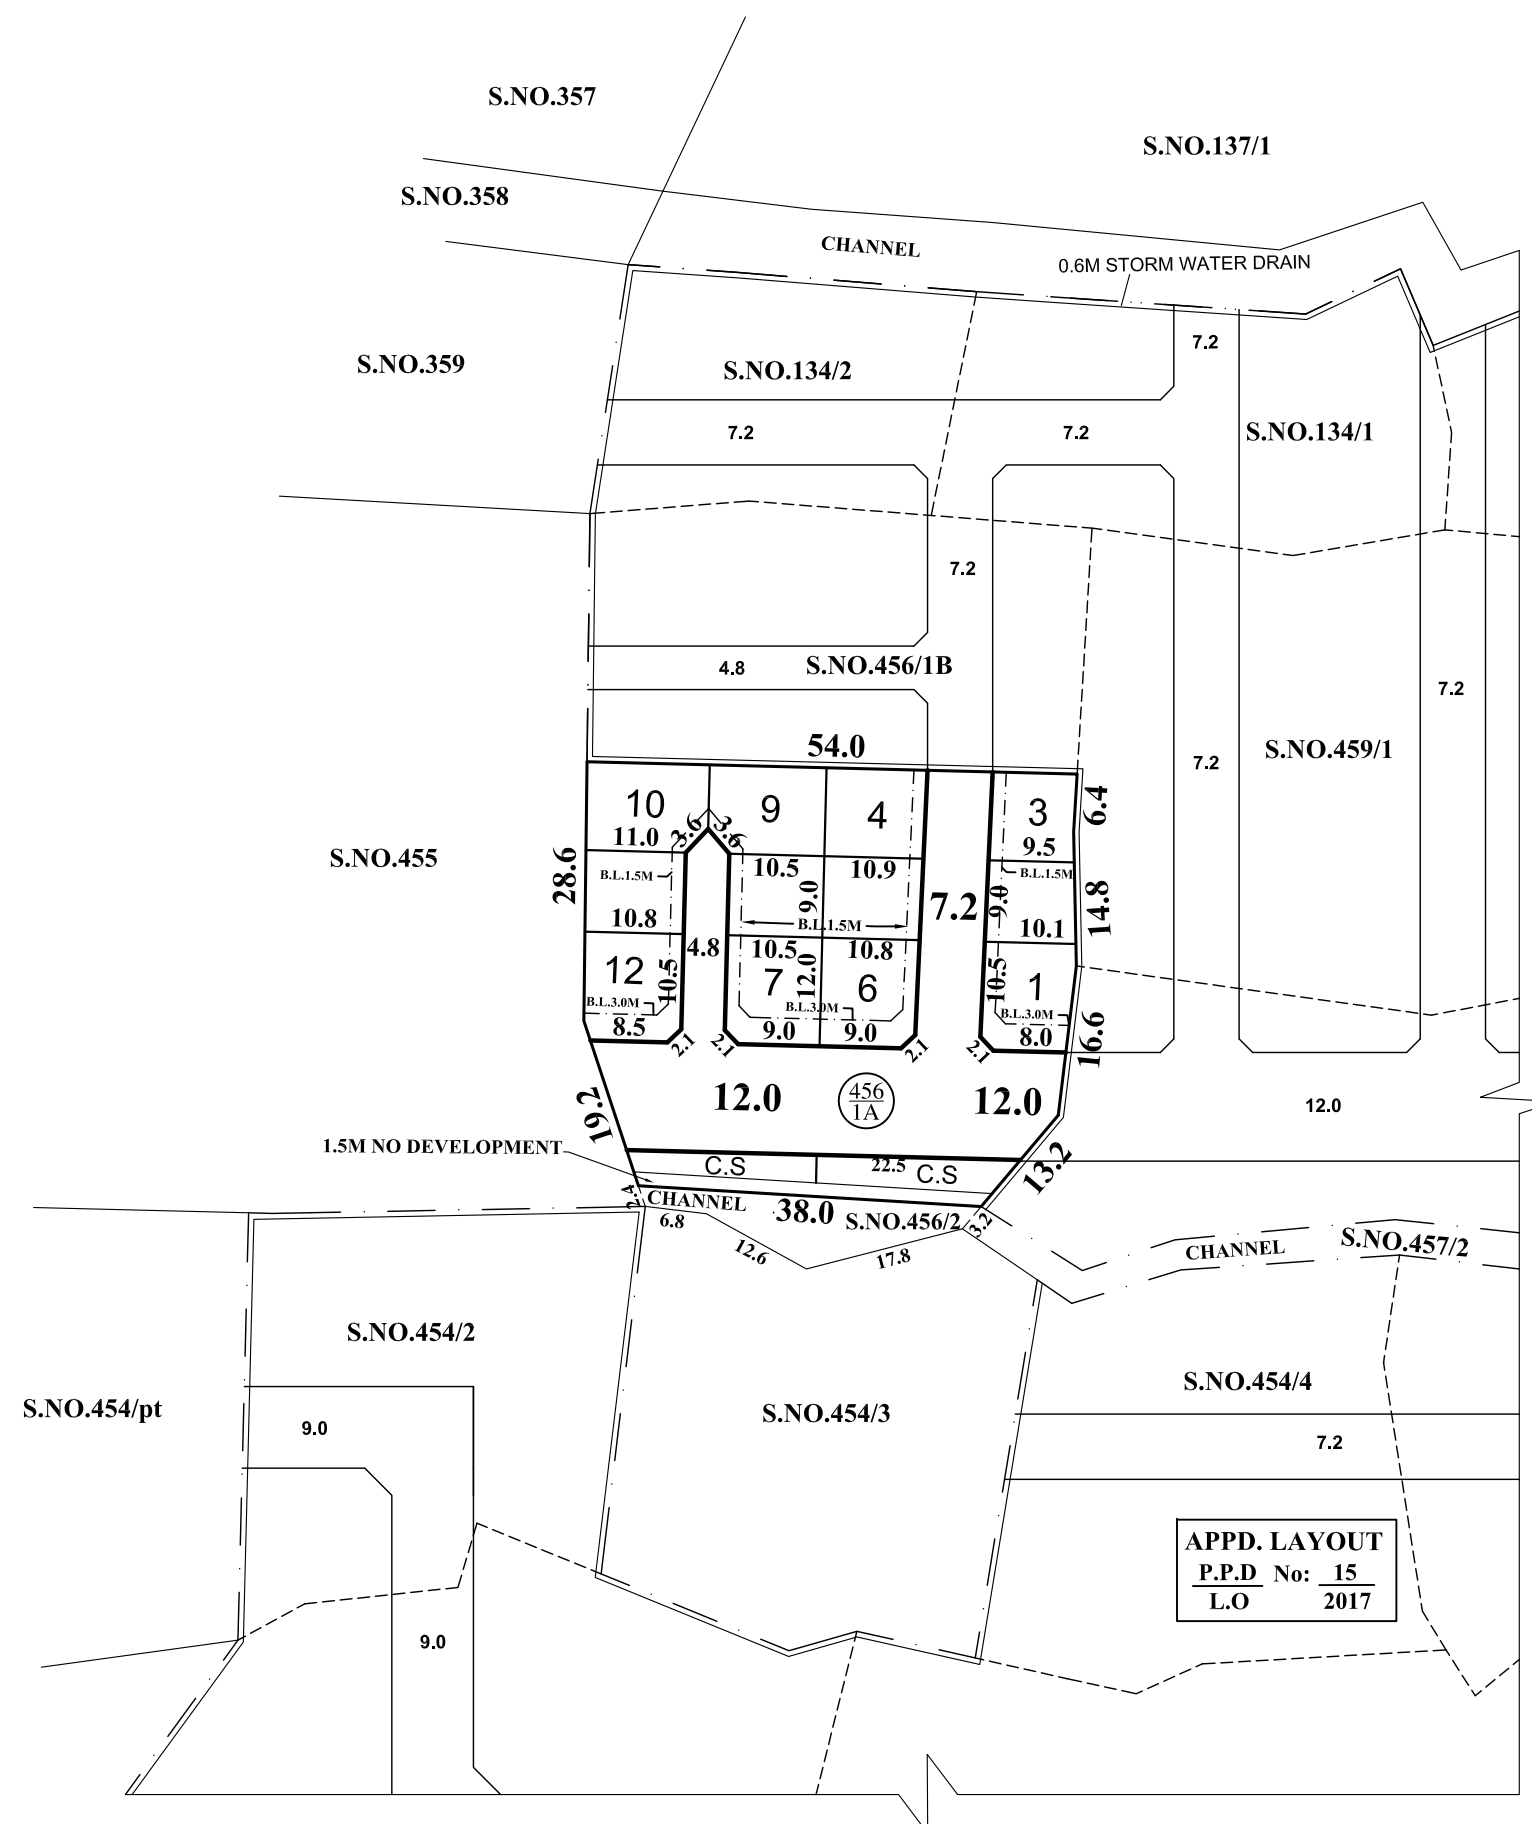 S.NO.357
S.NO.137/1
S.NO.358
CHANNEL
0.6M STORM WATER DRAIN
7.2
S.NO.359
S.NO.134/2
7.2
7.2
S.NO.134/1
7.2
4.8
S.NO.456/1B
7.2
54.0
7.2
S.NO.459/1
10
9
4
3
6.4
11.0
3.6
3.6
9.5
S.NO.455
28.6
B.L.1.5M
10.5
10.9
B.L.1.5M
9.0
7.2
9.0
14.8
10.8
B.L.1.5M
10.1
4.8
10.5
10.8
12
10.5
7
12.0
6
10.5
1
B.L.3.0M
B.L.3.0M
B.L.3.0M
8.5
2.1
2.1
9.0
9.0
2.1
2.1
8.0
16.6
19.2
12.0
456
1A
12.0
12.0
1.5M NO DEVELOPMENT
C.S
22.5
C.S
13.2
2.4
CHANNEL
38.0
S.NO.456/2
3.2
6.8
12.6
17.8
CHANNEL
S.NO.457/2
S.NO.454/2
S.NO.454/4
S.NO.454/pt
9.0
S.NO.454/3
7.2
APPD. LAYOUT
P.P.D No: 15
L.O 2017
9.0